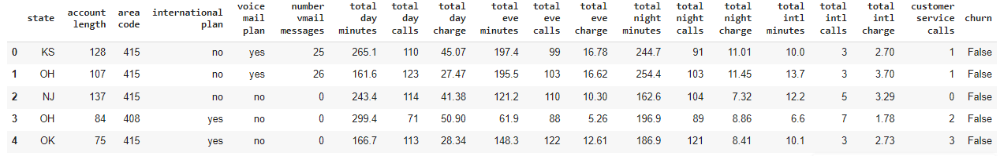 state account length area code international plan voice mail plan number vmail messages total day minutes total day calls total day charge total eve minutes total eve calls total eve charge total night minutes total night calls total night charge total intl minutes total intl calls total intl charge customer service calls churn
0 KS 128 415 no yes 25 265.1 110 45.07 197.4 99 16.78 244.7 91 11.01 10.0 3 2.70 1 False
1 OH 107 415 no yes 26 161.6 123 27.47 195.5 103 16.62 254.4 103 11.45 13.7 3 3.70 1 False
2 NJ 137 415 no no 0 243.4 114 41.38 121.2 110 10.30 162.6 104 7.32 12.2 5 3.29 0 False
3 OH 84 408 yes no 0 299.4 71 50.90 61.9 88 5.26 196.9 89 8.86 6.6 7 1.78 2 False
4 OK 75 415 yes no 0 166.7 113 28.34 148.3 122 12.61 186.9 121 8.41 10.1 3 2.73 3 False